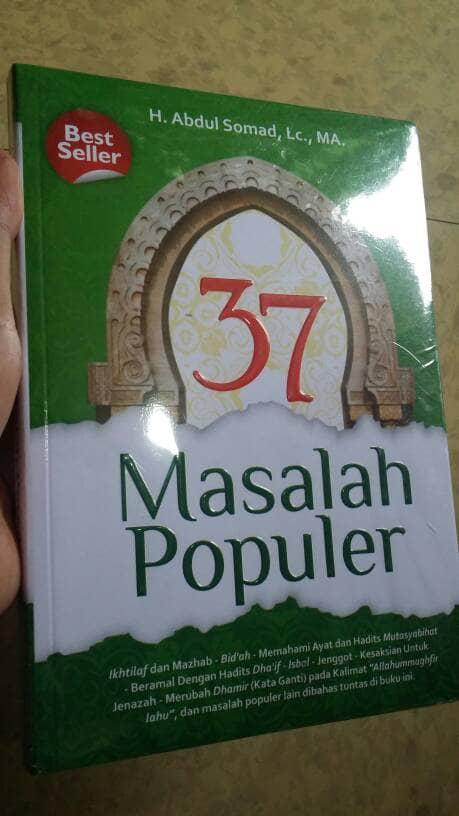 H. Abdul Somad, Lc., MA.
Best
Seller
37
Masalah
Populer
Ikhtilaf dan Mazhab - Bid'ah - Memahami Ayat dan Hadits Mutasyabihat
- Beramal Dengan Hadits Dha'if - Isbal - Jenggot - Kesaksian Untuk
Jenazah - Merubah Dhamir (Kata Ganti) pada Kalimat "Allahummaghfir
lahu", dan masalah populer lain dibahas tuntas di buku ini.